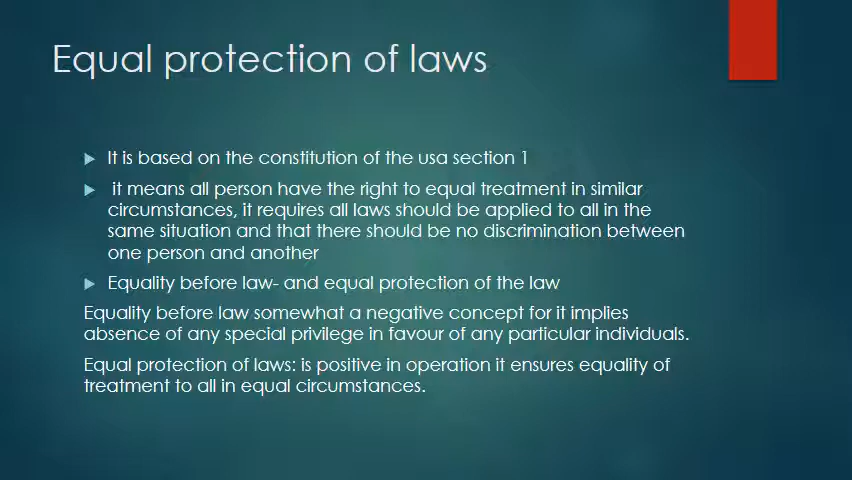 Equal protection of laws
It is based on the constitution of the usa section 1
it means all person have the right to equal treatment in similar
circumstances, it requires all laws should be applied to all in the
same situation and that there should be no discrimination between
one person and another
Equality before law- and equal protection of the law
Equality before law somewhat a negative concept for it implies
absence of any special privilege in favour of any particular individuals.
Equal protection of laws: is positive in operation it ensures equality of
treatment to all in equal circumstances.